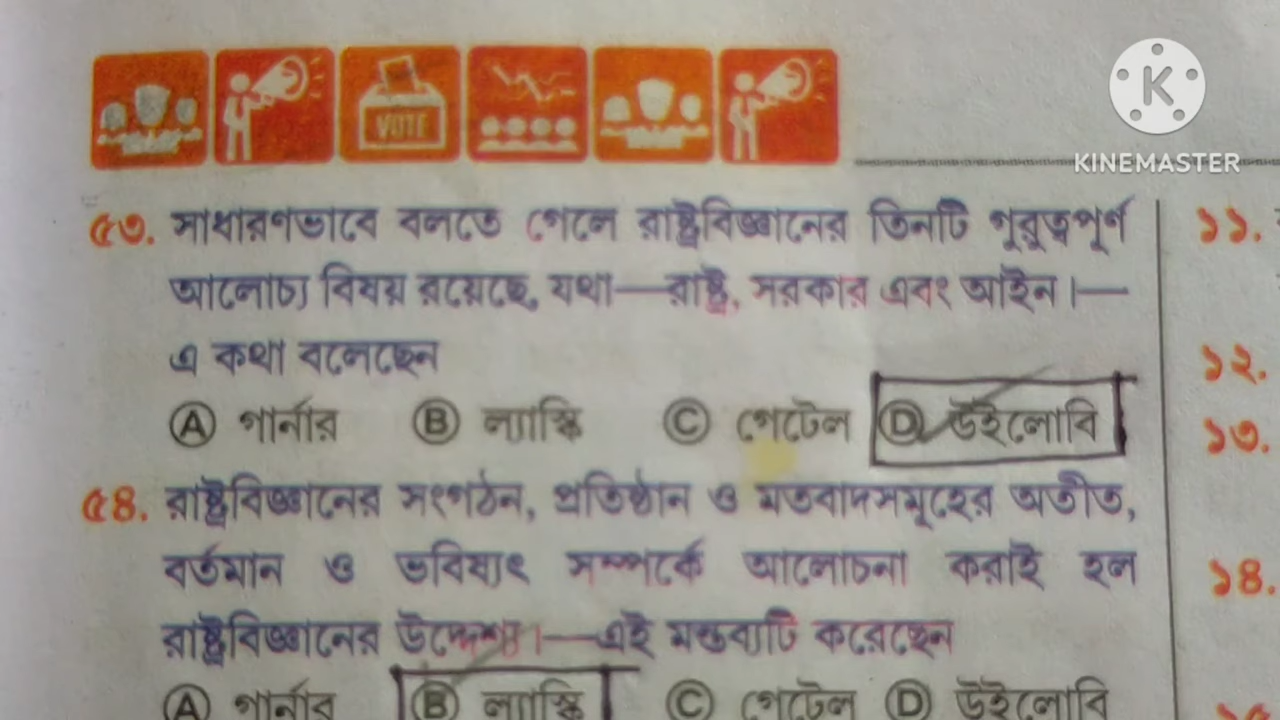 VOTE
KINEMASTER
৫৩. সাধারণভাবে বলতে গেলে রাষ্ট্রবিজ্ঞানের তিনটি গুরুত্বপূর্ণ
আলোচ্য বিষয় রয়েছে, যথা—রাষ্ট্র, সরকার এবং আইন।—
এ কথা বলেছেন
Ⓐ গার্নার Ⓑ ল্যাস্কি Ⓒ গেটেল Ⓓ উইলোবি
৫৪. রাষ্ট্রবিজ্ঞানের সংগঠন, প্রতিষ্ঠান ও মতবাদসমূহের অতীত,
বর্তমান ও ভবিষ্যৎ সম্পর্কে আলোচনা করাই হল
রাষ্ট্রবিজ্ঞানের উদ্দেশ্য।—এই মন্তব্যটি করেছেন
Ⓐ গার্নার Ⓑ ল্যাস্কি Ⓒ গেটেল Ⓓ উইলোবি
১১.
১২.
১৩.
১৪.